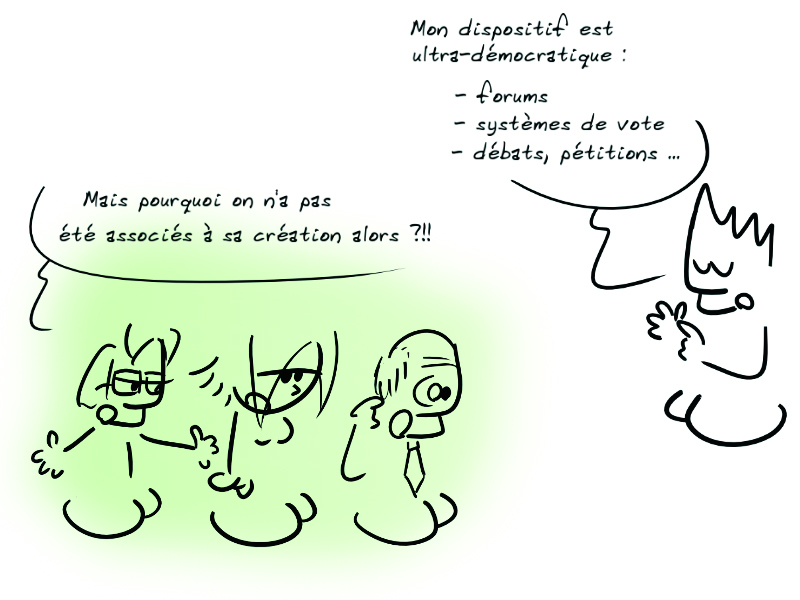 Mon dispositif est
ultra-démocratique :
- forums
- systèmes de vote
- débats, pétitions ...
Mais pourquoi on n'a pas
été associés à sa création alors ?!!